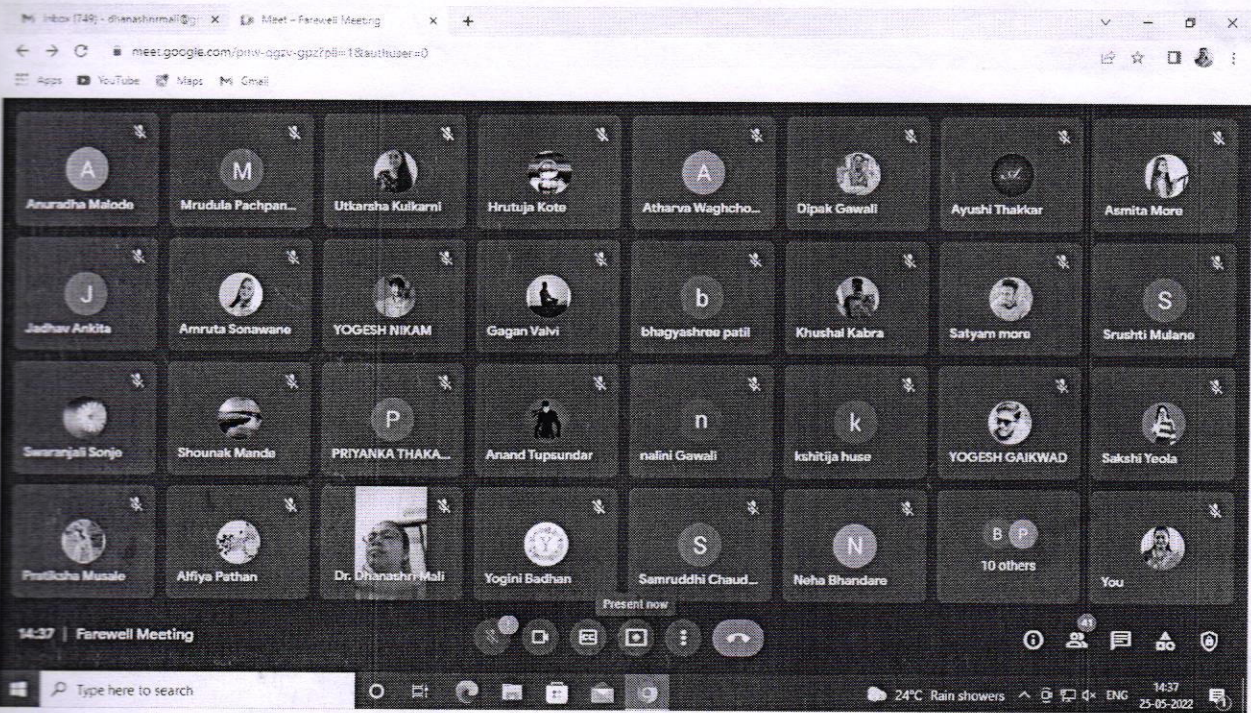 Inbox (749) - dhanashrirmali@g
Meet – Farewell Meeting
meet.google.com/
Apps YouTube Maps Gmail
A M A
Anuradha Malode Mrudula Pachpan... Utkarsha Kulkarni Hrutuja Kote Atharva Waghcho... Dipak Gawali Ayushi Thakkar Asmita More
J b S
Jadhav Ankita Amruta Sonawane YOGESH NIKAM Gagan Valvi bhagyashree patil Khushal Kabra Satyam more Srushti Mulane
P n k
Swaranjali Sonje Shounak Mande PRIYANKA THAKA... Anand Tupsundar nalini Gawali kshitija huse YOGESH GAIKWAD Sakshi Yeola
Y S N B P
10 others
Pratiksha Musale Alfiya Pathan Dr. Dhanashri Mali Yogini Badhan Samruddhi Chaud... Neha Bhandare You
Present now
14:37 | Farewell Meeting
41
Type here to search
24°C Rain showers ENG 14:37
25-05-2022